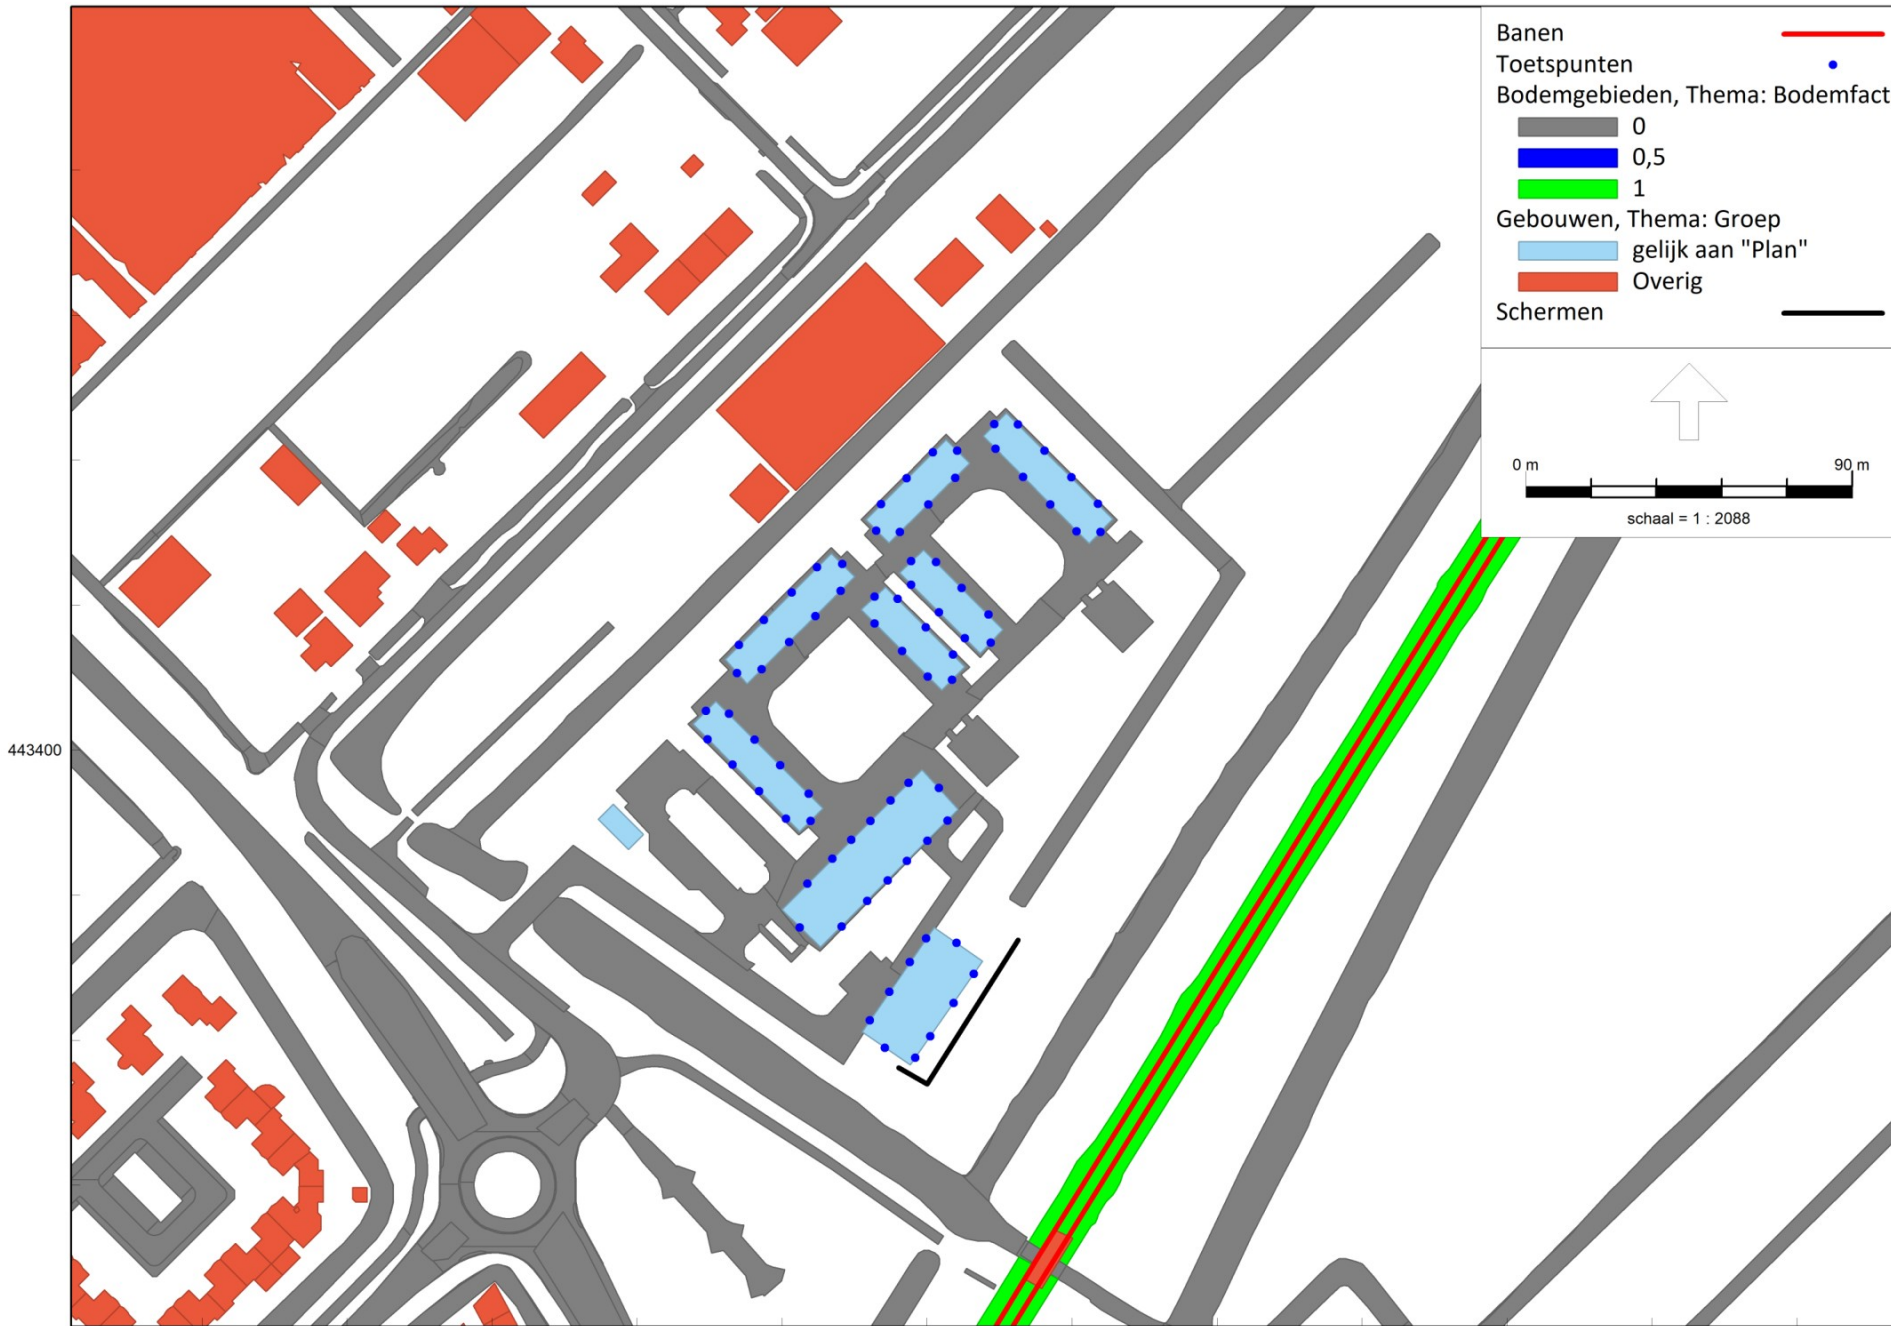 Banen
Toetspunten
Bodemgebieden, Thema: Bodemfact
0
0,5
1
Gebouwen, Thema: Groep
gelijk aan "Plan"
Overig
Schermen
0 m 90 m
schaal = 1 : 2088
443400